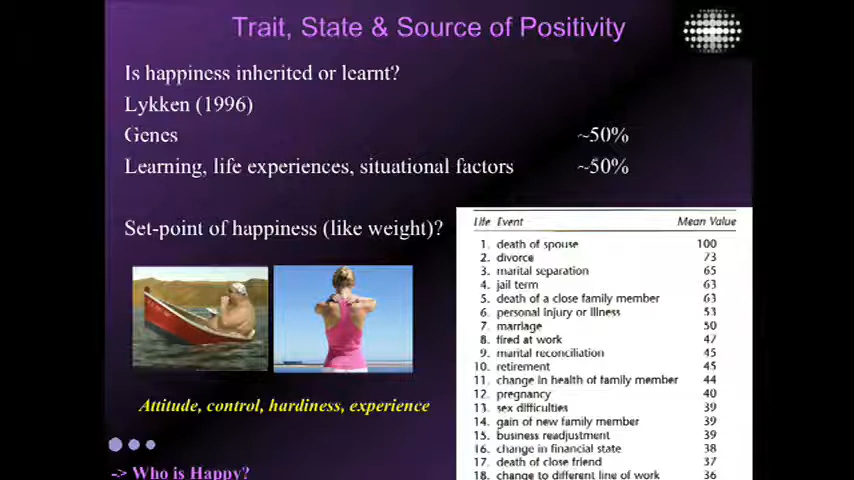 Trait, State & Source of Positivity
Is happiness inherited or learnt?
Lykken (1996)
Genes ~50%
Learning, life experiences, situational factors ~50%
Set-point of happiness (like weight)?
Life Event Mean Value
1. death of spouse 100
2. divorce 73
3. marital separation 65
4. jail term 63
5. death of a close family member 63
6. personal injury or illness 53
7. marriage 50
8. fired at work 47
9. marital reconciliation 45
10. retirement 45
11. change in health of family member 44
12. pregnancy 40
13. sex difficulties 39
14. gain of new family member 39
15. business readjustment 39
16. change in financial state 38
17. death of close friend 37
18. change to different line of work 36
Attitude, control, hardiness, experience
-> Who is Happy?